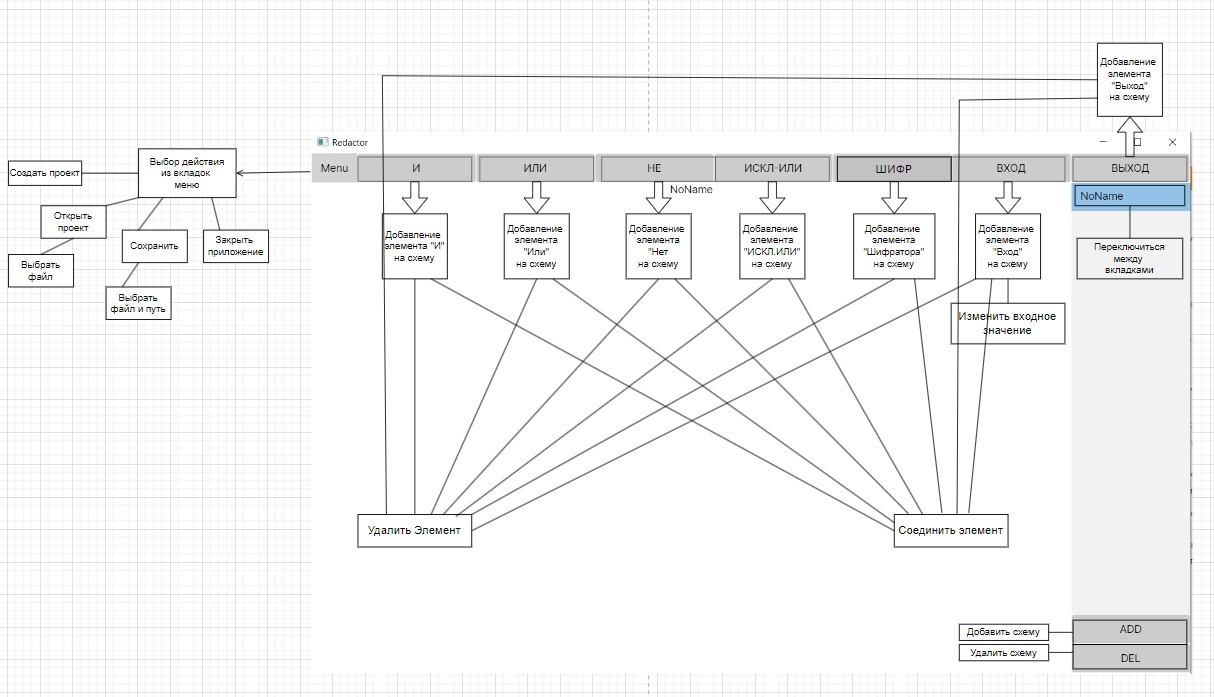 Добавление
элемента
"Выход"
на схему
Redactor
Menu
И
ИЛИ
НЕ
ИСКЛ-ИЛИ
ШИФР
ВХОД
ВЫХОД
NoName
NoName
Создать проект
Выбор действия
из вкладок
меню
Открыть
проект
Выбрать
файл
Сохранить
Выбрать
файл и путь
Закрыть
приложение
Добавление
элемента "И"
на схему
Добавление
элемента
"Или"
на схему
Добавление
элемента
"Нет
на схему
Добавление
элемента
"ИСКЛ.ИЛИ"
на схему
Добавление
элемента
"Шифратора"
на схему
Добавление
элемента
"Вход"
на схему
Переключиться
между
вкладками
Изменить входное
значение
Удалить Элемент
Соединить элемент
Добавить схему
ADD
Удалить схему
DEL